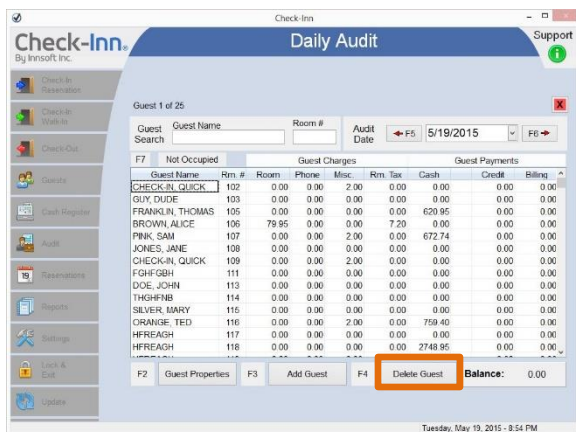 Check-Inn
Check-Inn®
By Innsoft Inc.
Daily Audit
Support
Check-In
Reservation
Check-In
Walk-In
Check-Out
Guests
Cash Register
Audit
19
Reservations
Reports
Settings
Lock &
Exit
Update
Guest 1 of 25
X
Guest
Search
Guest Name
Room #
Audit
Date
F5
5/19/2015
F6
F7 Not Occupied Guest Charges Guest Payments
Guest Name Rm. # Room Phone Misc. Rm. Tax Cash Credit Billing
CHECK-IN, QUICK 102 0.00 0.00 2.00 0.00 0.00 0.00 0.00
GUY, DUDE 103 0.00 0.00 0.00 0.00 0.00 0.00 0.00
FRANKLIN, THOMAS 105 0.00 0.00 0.00 0.00 620.95 0.00 0.00
BROWN, ALICE 106 79.95 0.00 0.00 7.20 0.00 0.00 0.00
PINK, SAM 107 0.00 0.00 2.00 0.00 672.74 0.00 0.00
JONES, JANE 108 0.00 0.00 0.00 0.00 0.00 0.00 0.00
CHECK-IN, QUICK 109 0.00 0.00 2.00 0.00 0.00 0.00 0.00
FGHFGBH 111 0.00 0.00 0.00 0.00 0.00 0.00 0.00
DOE, JOHN 113 0.00 0.00 0.00 0.00 0.00 0.00 0.00
THGHFNB 114 0.00 0.00 0.00 0.00 0.00 0.00 0.00
SILVER, MARY 115 0.00 0.00 0.00 0.00 0.00 0.00 0.00
ORANGE, TED 116 0.00 0.00 2.00 0.00 759.40 0.00 0.00
HFREAGH 117 0.00 0.00 0.00 0.00 0.00 0.00 0.00
HFREAGH 118 0.00 0.00 0.00 0.00 2748.95 0.00 0.00
F2 Guest Properties F3 Add Guest F4 Delete Guest Balance: 0.00
Tuesday, May 19, 2015 - 8:54 PM